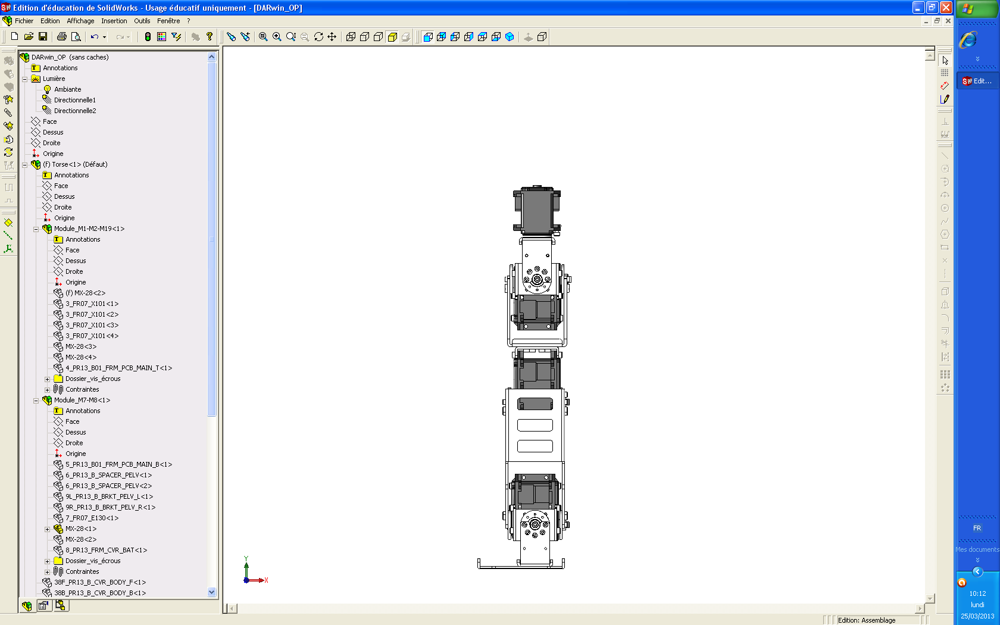 Edition d'éducation de SolidWorks - Usage éducatif uniquement - [DARwin_OP]
Fichier Edition Affichage Insertion Outils Fenêtre ?
DARwin_OP (sans caches)
Annotations
Lumière
Ambiante
Directionnelle1
Directionnelle2
Face
Dessus
Droite
Origine
(f) Torse<1> (Défaut)
Annotations
Face
Dessus
Droite
Origine
Module_M1-M2-M19<1>
Annotations
Face
Dessus
Droite
Origine
(f) MX-28<2>
3_FR07_X101<1>
3_FR07_X101<2>
3_FR07_X101<3>
3_FR07_X101<4>
MX-28<3>
MX-28<4>
4_PR13_B01_FRM_PCB_MAIN_T<1>
Dossier_vis_écrous
Contraintes
Module_M7-M8<1>
Annotations
Face
Dessus
Droite
Origine
5_PR13_B01_FRM_PCB_MAIN_B<1>
6_PR13_B_SPACER_PELV<1>
6_PR13_B_SPACER_PELV<2>
9L_PR13_B_BRKT_PELV_L<1>
9R_PR13_B_BRKT_PELV_R<1>
7_FR07_E130<1>
MX-28<1>
MX-28<2>
8_PR13_FRM_CVR_BAT<1>
Dossier_vis_écrous
Contraintes
38F_PR13_B_CVR_BODY_F<1>
38B_PR13_B_CVR_BODY_B<1>
Y
X
Edition: Assemblage
Edit...
FR
Mes documents
10:12
lundi
25/03/2013